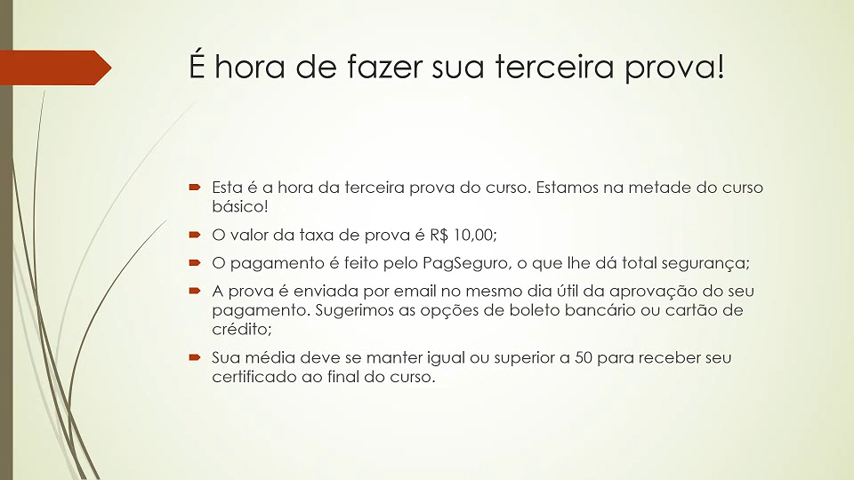 É hora de fazer sua terceira prova!
Esta é a hora da terceira prova do curso. Estamos na metade do curso
básico!
O valor da taxa de prova é R$ 10,00;
O pagamento é feito pelo PagSeguro, o que lhe dá total segurança;
A prova é enviada por email no mesmo dia útil da aprovação do seu
pagamento. Sugerimos as opções de boleto bancário ou cartão de
crédito;
Sua média deve se manter igual ou superior a 50 para receber seu
certificado ao final do curso.